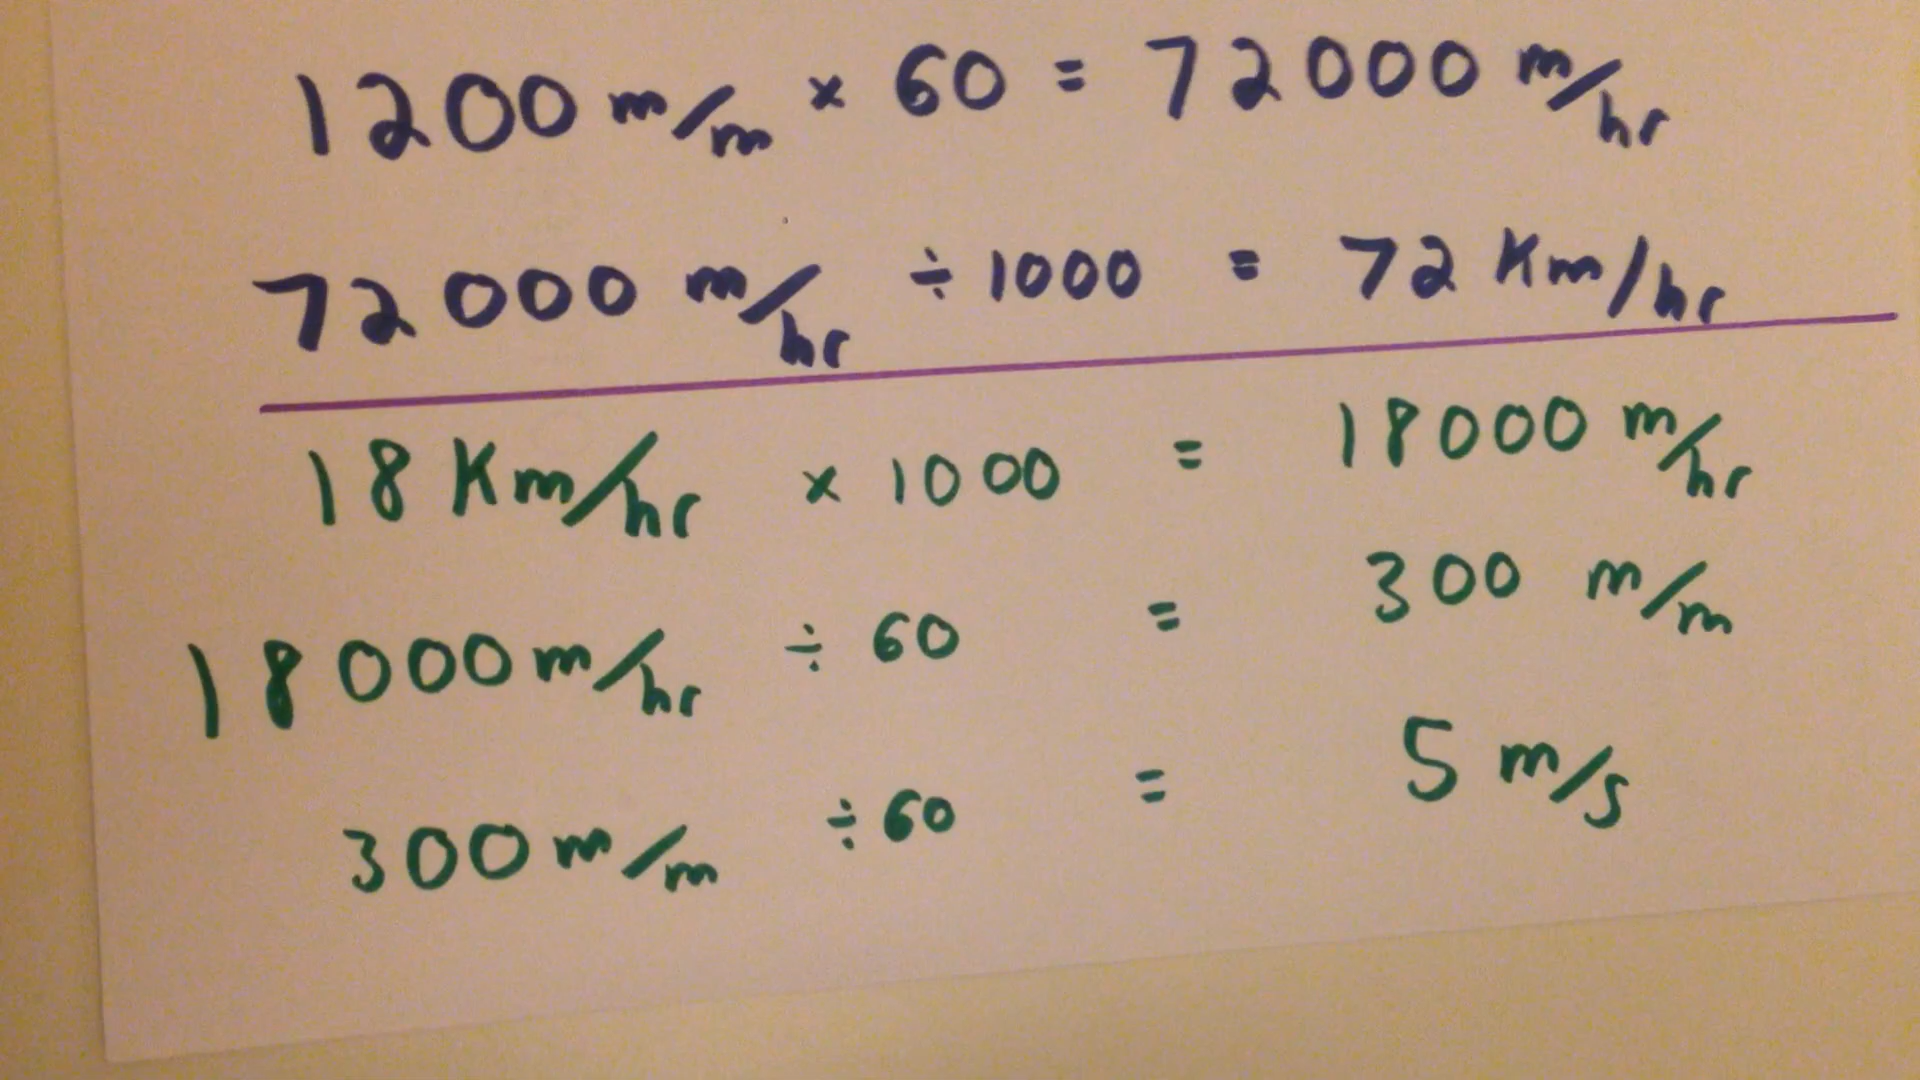 1200 m/m × 60 = 72000 m/hr
72000 m/hr ÷ 1000 = 72 Km/hr
18 Km/hr × 1000 = 18000 m/hr
18000 m/hr ÷ 60 = 300 m/m
300 m/m ÷ 60 = 5 m/s